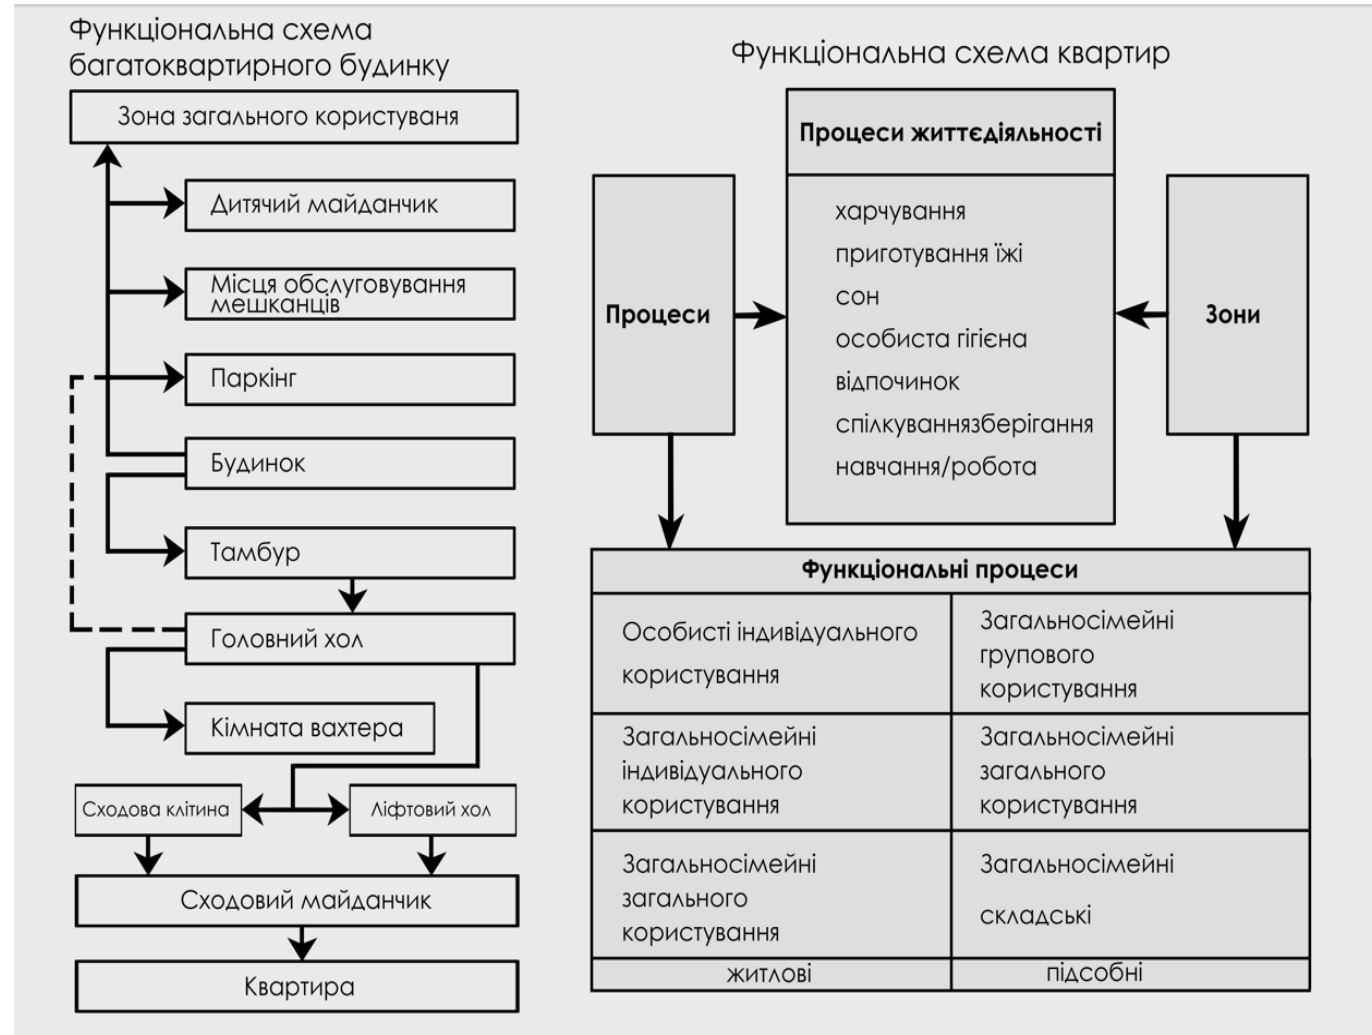 Функціональна схема
багатоквартирного будинку
Зона загального користуваня
Дитячий майданчик
Місця обслуговування
мешканців
Паркінг
Будинок
Тамбур
Головний хол
Кімната вахтера
Сходова клітина
Ліфтовий хол
Сходовий майданчик
Квартира
Функціональна схема квартир
Процеси життєдіяльності
харчування
приготування їжі
сон
особиста гігієна
відпочинок
спілкуваннязберігання
навчання/робота
Процеси
Зони
Функціональні процеси
Особисті індивідуального
користування
Загальносімейні
групового
користування
Загальносімейні
індивідуального
користування
Загальносімейні
загального
користування
Загальносімейні
загального
користування
Загальносімейні
складські
житлові
підсобні